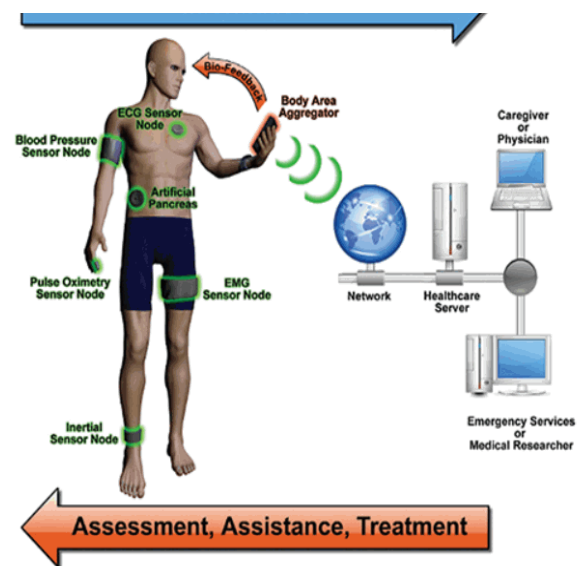 Bio-Feedback
ECG Sensor
Node
Body Area
Aggregator
Caregiver
or
Physician
Blood Pressure
Sensor Node
Artificial
Pancreas
Pulse Oximetry
Sensor Node
EMG
Sensor Node
Network
Healthcare
Server
Inertial
Sensor Node
Emergency Services
or
Medical Researcher
Assessment, Assistance, Treatment